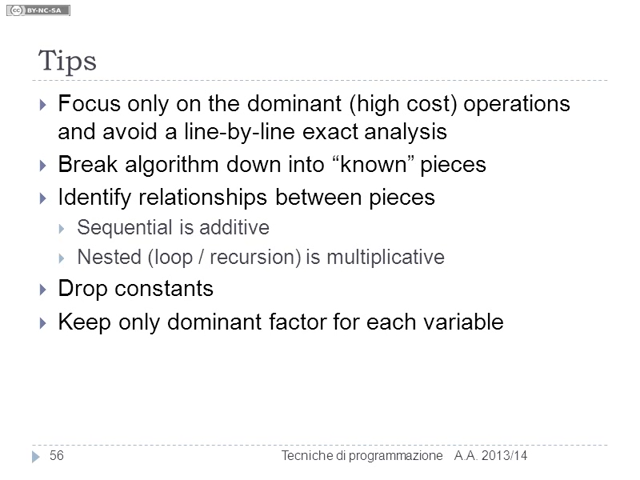 BY-NC-SA
Tips
Focus only on the dominant (high cost) operations
and avoid a line-by-line exact analysis
Break algorithm down into “known” pieces
Identify relationships between pieces
Sequential is additive
Nested (loop / recursion) is multiplicative
Drop constants
Keep only dominant factor for each variable
56 Tecniche di programmazione A.A. 2013/14